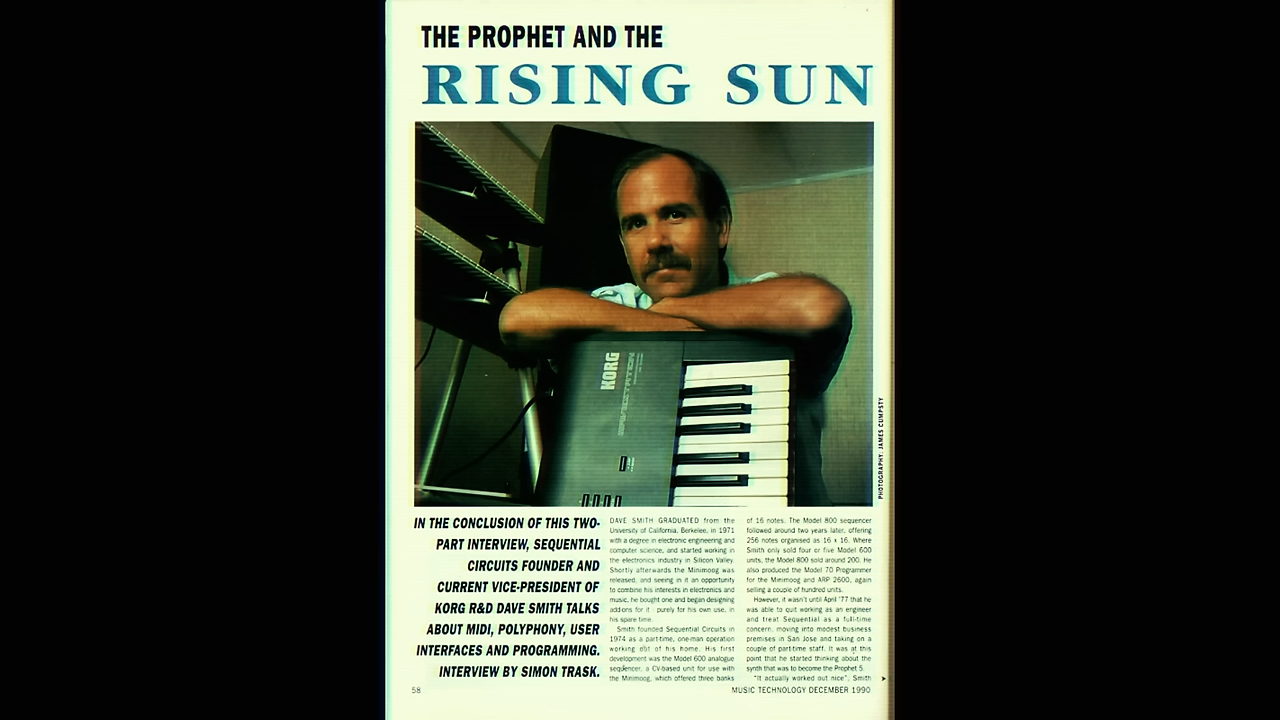 THE PROPHET AND THE
RISING SUN
KORG
WAVESTATION
PHOTOGRAPHY: JAMES CUMPSTY
IN THE CONCLUSION OF THIS TWO-
PART INTERVIEW, SEQUENTIAL
CIRCUITS FOUNDER AND
CURRENT VICE-PRESIDENT OF
KORG R&D DAVE SMITH TALKS
ABOUT MIDI, POLYPHONY, USER
INTERFACES AND PROGRAMMING.
INTERVIEW BY SIMON TRASK.
DAVE SMITH GRADUATED from the
University of California, Berkelee, in 1971
with a degree in electronic engineering and
computer science, and started working in
the electronics industry in Silicon Valley.
Shortly afterwards the Minimoog was
released, and seeing in it an opportunity
to combine his interests in electronics and
music, he bought one and began designing
add-ons for it purely for his own use, in
his spare time.
Smith founded Sequential Circuits in
1974 as a part-time, one-man operation
working out of his home. His first
development was the Model 600 analogue
sequencer, a CV-based unit for use with
the Minimoog, which offered three banks
of 16 notes. The Model 800 sequencer
followed around two years later, offering
256 notes organised as 16 x 16. Where
Smith only sold four or five Model 600
units, the Model 800 sold around 200. He
also produced the Model 70 Programmer
for the Minimoog and ARP 2600, again
selling a couple of hundred units.
However, it wasn't until April '77 that he
was able to quit working as an engineer
and treat Sequential as a full-time
concern, moving into modest business
premises in San Jose and taking on a
couple of part-time staff. It was at this
point that he started thinking about the
synth that was to become the Prophet 5.
"It actually worked out nice", Smith
58
MUSIC TECHNOLOGY DECEMBER 1990